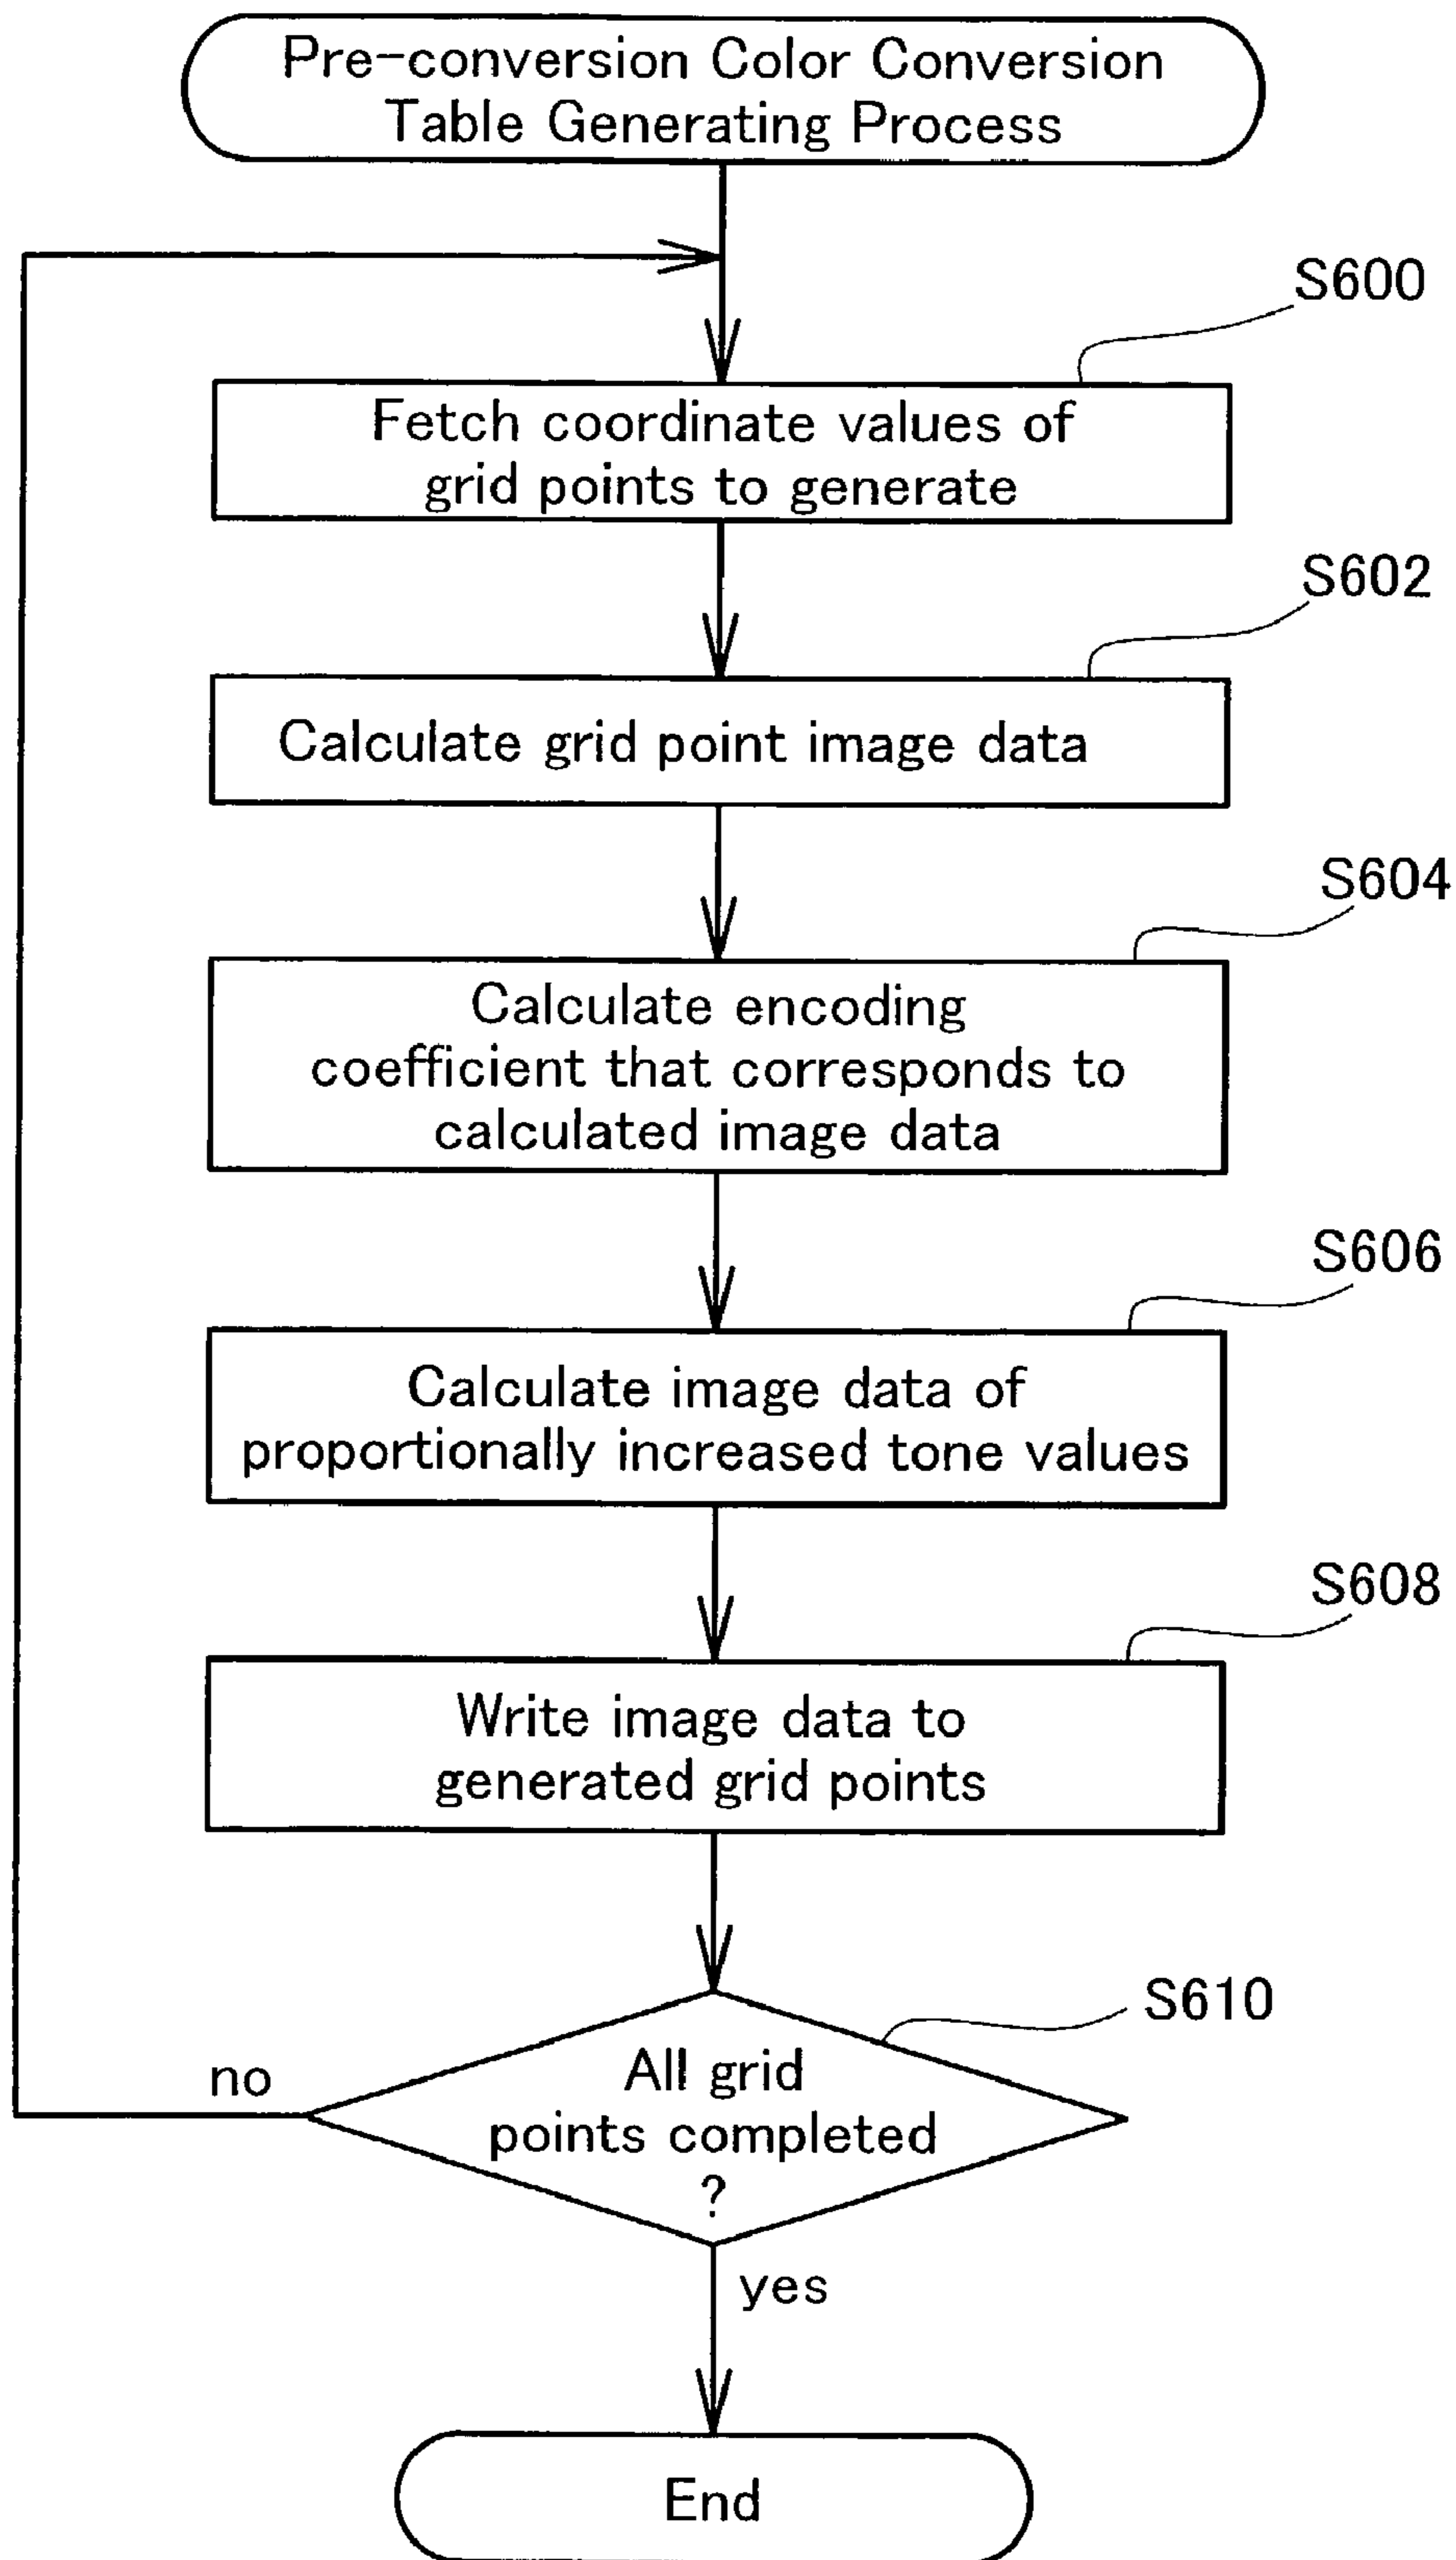 Pre-conversion Color Conversion
Table Generating Process
S600
Fetch coordinate values of
grid points to generate
S602
Calculate grid point image data
S604
Calculate encoding
coefficient that corresponds to
calculated image data
S606
Calculate image data of
proportionally increased tone values
S608
Write image data to
generated grid points
S610
All grid
points completed
?
no
yes
End